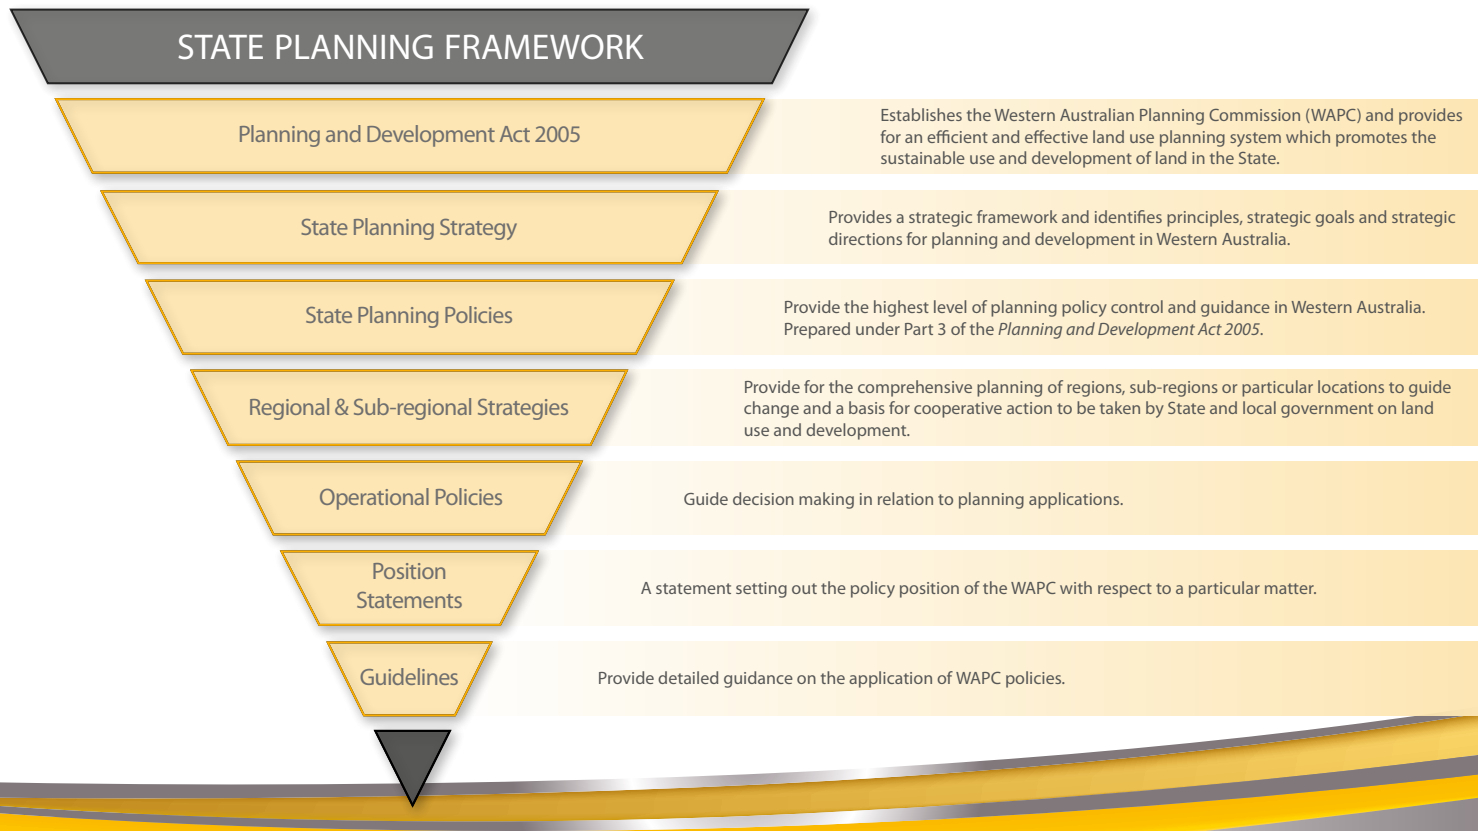 STATE PLANNING FRAMEWORK
Planning and Development Act 2005
Establishes the Western Australian Planning Commission (WAPC) and provides
for an efficient and effective land use planning system which promotes the
sustainable use and development of land in the State.
State Planning Strategy
Provides a strategic framework and identifies principles, strategic goals and strategic
directions for planning and development in Western Australia.
State Planning Policies
Provide the highest level of planning policy control and guidance in Western Australia.
Prepared under Part 3 of the Planning and Development Act 2005.
Regional & Sub-regional Strategies
Provide for the comprehensive planning of regions, sub-regions or particular locations to guide
change and a basis for cooperative action to be taken by State and local government on land
use and development.
Operational Policies
Guide decision making in relation to planning applications.
Position
Statements
A statement setting out the policy position of the WAPC with respect to a particular matter.
Guidelines
Provide detailed guidance on the application of WAPC policies.